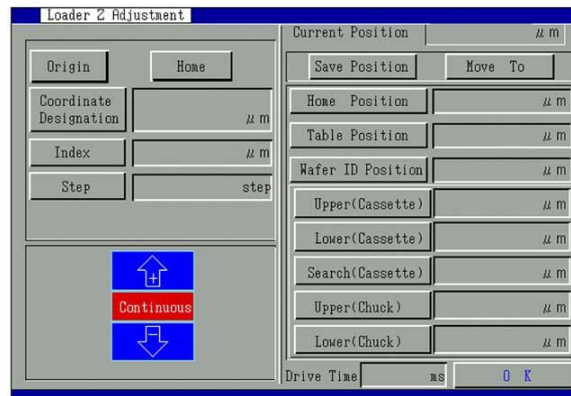 Loader Z Adjustment
Current Position μm
Origin Home
Save Position Move To
Coordinate
Designation μm
Index μm
Step step
Home Position μm
Table Position μm
Wafer ID Position μm
Upper(Cassette) μm
Lower(Cassette) μm
Search(Cassette) μm
Upper(Chuck) μm
Lower(Chuck) μm
+
Continuous
−
Drive Time ms OK